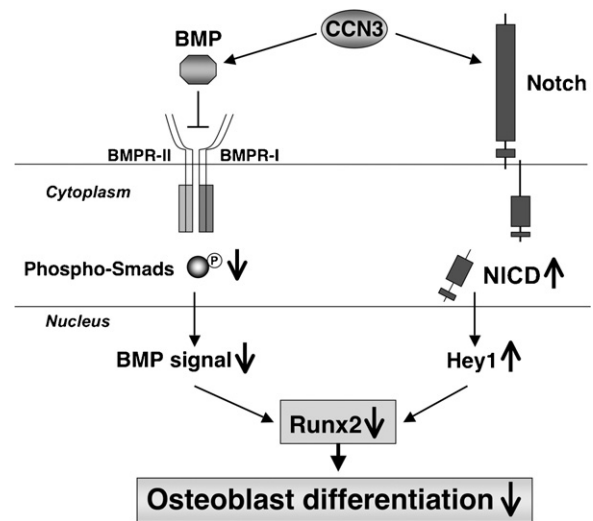 CCN3
BMP
Notch
BMPR-II
BMPR-I
Cytoplasm
Phospho-Smads
P
NICD
Nucleus
BMP signal
Hey1
Runx2
Osteoblast differentiation